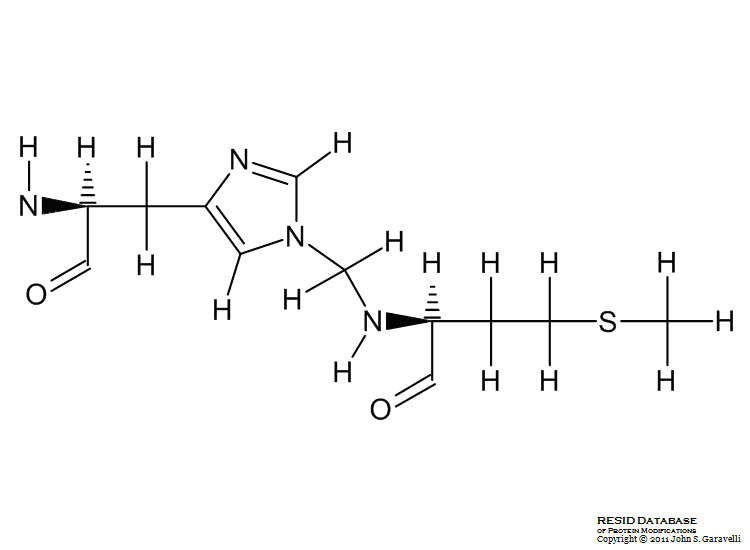 H H H H
N N
H
N H
H H H H H
O H H
N S H
H H H H
O
RESID DATABASE
OF PROTEIN MODIFICATIONS
Copyright © 2011 John S. Garavelli